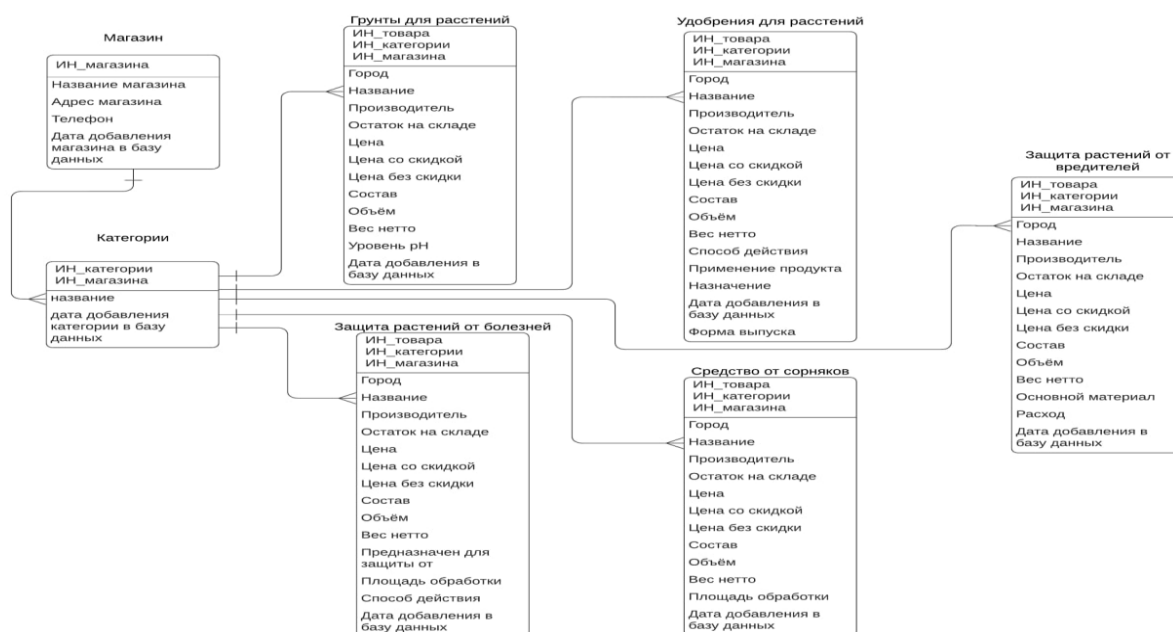 Магазин
ИН_магазина
Название магазина
Адрес магазина
Телефон
Дата добавления
магазина в базу
данных
Категории
ИН_категории
ИН_магазина
название
дата добавления
категории в базу
данных
Грунты для расстений
ИН_товара
ИН_категории
ИН_магазина
Город
Название
Производитель
Остаток на складе
Цена
Цена со скидкой
Цена без скидки
Состав
Объём
Вес нетто
Уровень pH
Дата добавления в
базу данных
Защита растений от болезней
ИН_товара
ИН_категории
ИН_магазина
Город
Название
Производитель
Остаток на складе
Цена
Цена со скидкой
Цена без скидки
Состав
Объём
Вес нетто
Предназначен для
защиты от
Площадь обработки
Способ действия
Дата добавления в
базу данных
Удобрения для расстений
ИН_товара
ИН_категории
ИН_магазина
Город
Название
Производитель
Остаток на складе
Цена
Цена со скидкой
Цена без скидки
Состав
Объём
Вес нетто
Способ действия
Применение продукта
Назначение
Дата добавления в
базу данных
Форма выпуска
Средство от сорняков
ИН_товара
ИН_категории
ИН_магазина
Город
Название
Производитель
Остаток на складе
Цена
Цена со скидкой
Цена без скидки
Состав
Объём
Вес нетто
Площадь обработки
Дата добавления в
базу данных
Защита растений от
вредителей
ИН_товара
ИН_категории
ИН_магазина
Город
Название
Производитель
Остаток на складе
Цена
Цена со скидкой
Цена без скидки
Состав
Объём
Вес нетто
Основной материал
Расход
Дата добавления в
базу данных